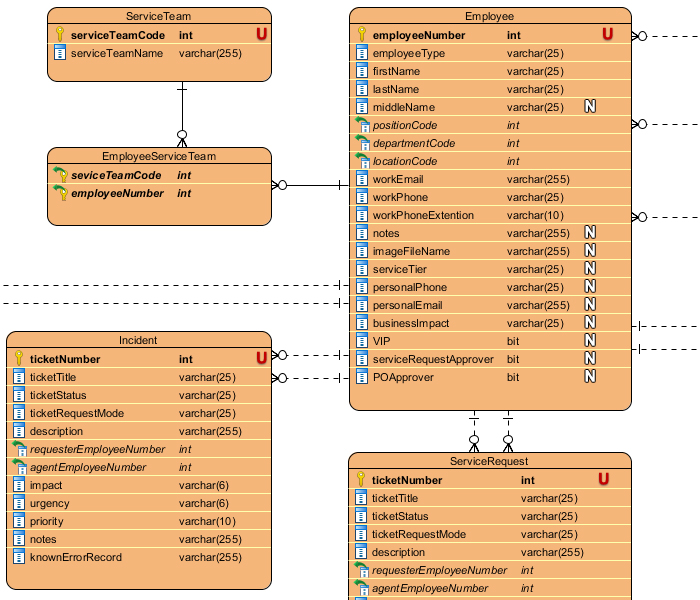 ServiceTeam
serviceTeamCode int U
serviceTeamName varchar(255)
EmployeeServiceTeam
seviceTeamCode int
employeeNumber int
Employee
employeeNumber int U
employeeType varchar(25)
firstName varchar(25)
lastName varchar(25)
middleName varchar(25) N
positionCode int
departmentCode int
locationCode int
workEmail varchar(255)
workPhone varchar(25)
workPhoneExtention varchar(10)
notes varchar(255) N
imageFileName varchar(255) N
serviceTier varchar(25) N
personalPhone varchar(25) N
personalEmail varchar(255) N
businessImpact varchar(25) N
VIP bit N
serviceRequestApprover bit N
POApprover bit N
Incident
ticketNumber int U
ticketTitle varchar(25)
ticketStatus varchar(25)
ticketRequestMode varchar(25)
description varchar(255)
requesterEmployeeNumber int
agentEmployeeNumber int
impact varchar(6)
urgency varchar(6)
priority varchar(10)
notes varchar(255)
knownErrorRecord varchar(255)
ServiceRequest
ticketNumber int U
ticketTitle varchar(25)
ticketStatus varchar(25)
ticketRequestMode varchar(25)
description varchar(255)
requesterEmployeeNumber int
agentEmployeeNumber int